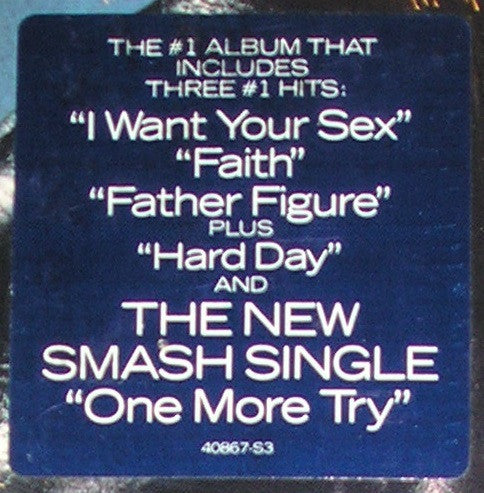 THE #1 ALBUM THAT
INCLUDES
THREE #1 HITS:
“I Want Your Sex”
“Faith”
“Father Figure”
PLUS
“Hard Day”
AND
THE NEW
SMASH SINGLE
“One More Try”
40867-S3